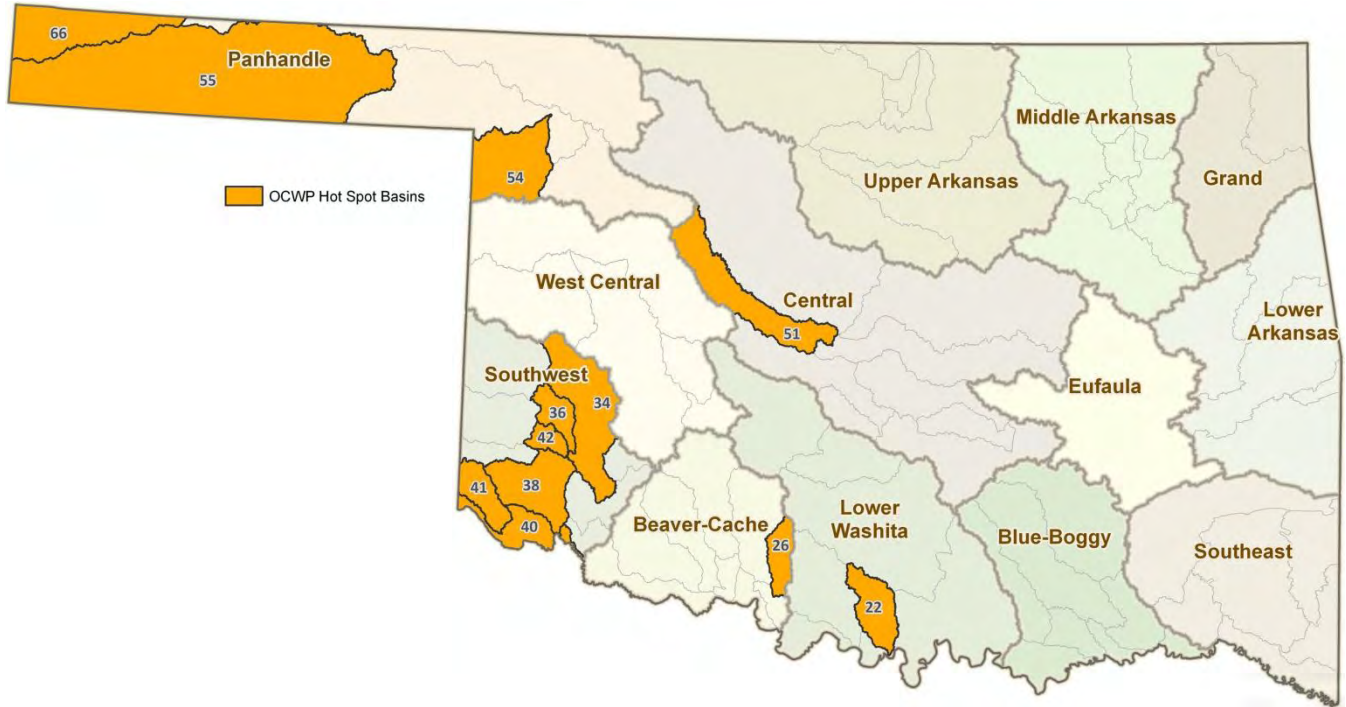 66
Panhandle
55
Middle Arkansas
54
Upper Arkansas
Grand
OCWP Hot Spot Basins
West Central
Central
51
Lower
Arkansas
Southwest
34
36
42
Eufaula
41
38
40
Beaver-Cache
26
Lower
Washita
22
Blue-Boggy
Southeast